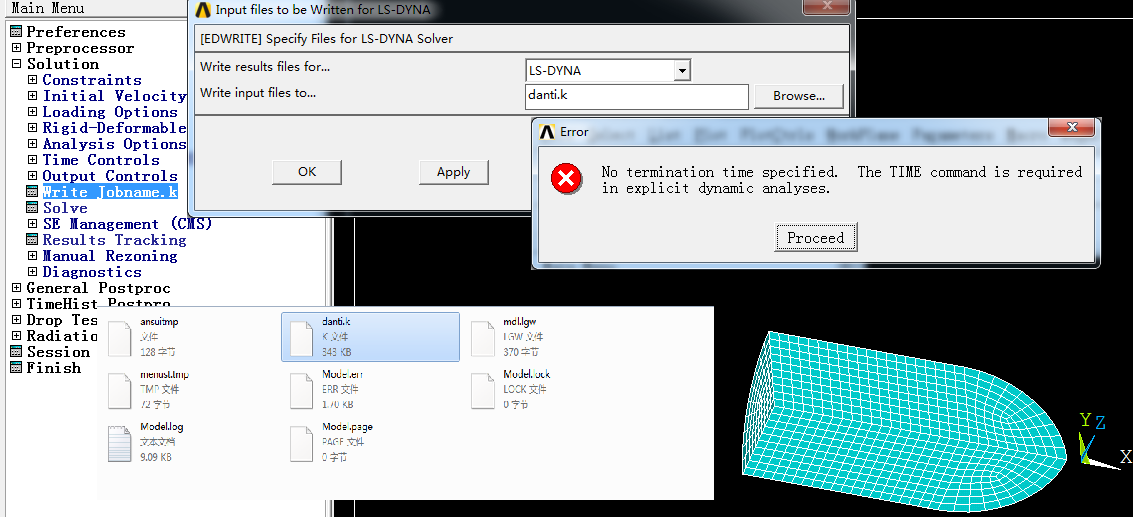 Main Menu
Preferences
Preprocessor
Solution
Constraints
Initial Velocity
Loading Options
Rigid-Deformable
Analysis Options
Time Controls
Output Controls
Write Jobname.k
Solve
SE Management (CMS)
Results Tracking
Manual Rezoning
Diagnostics
General Postproc
TimeHist Postpro
Drop Tes
Radiatio
Session
Finish
Input files to be Written for LS-DYNA
[EDWRITE] Specify Files for LS-DYNA Solver
Write results files for...
LS-DYNA
Write input files to...
danti.k
Browse...
OK
Apply
Error
No termination time specified.  The TIME command is required
in explicit dynamic analyses.
Proceed
ansuitmp
文件
128 字节
danti.k
K 文件
343 KB
mdl.lgw
LGW 文件
370 字节
menust.tmp
TMP 文件
72 字节
Model.err
ERR 文件
1.70 KB
Model.lock
LOCK 文件
0 字节
Model.log
文本文档
9.09 KB
Model.page
PAGE 文件
0 字节
Y
Z
X